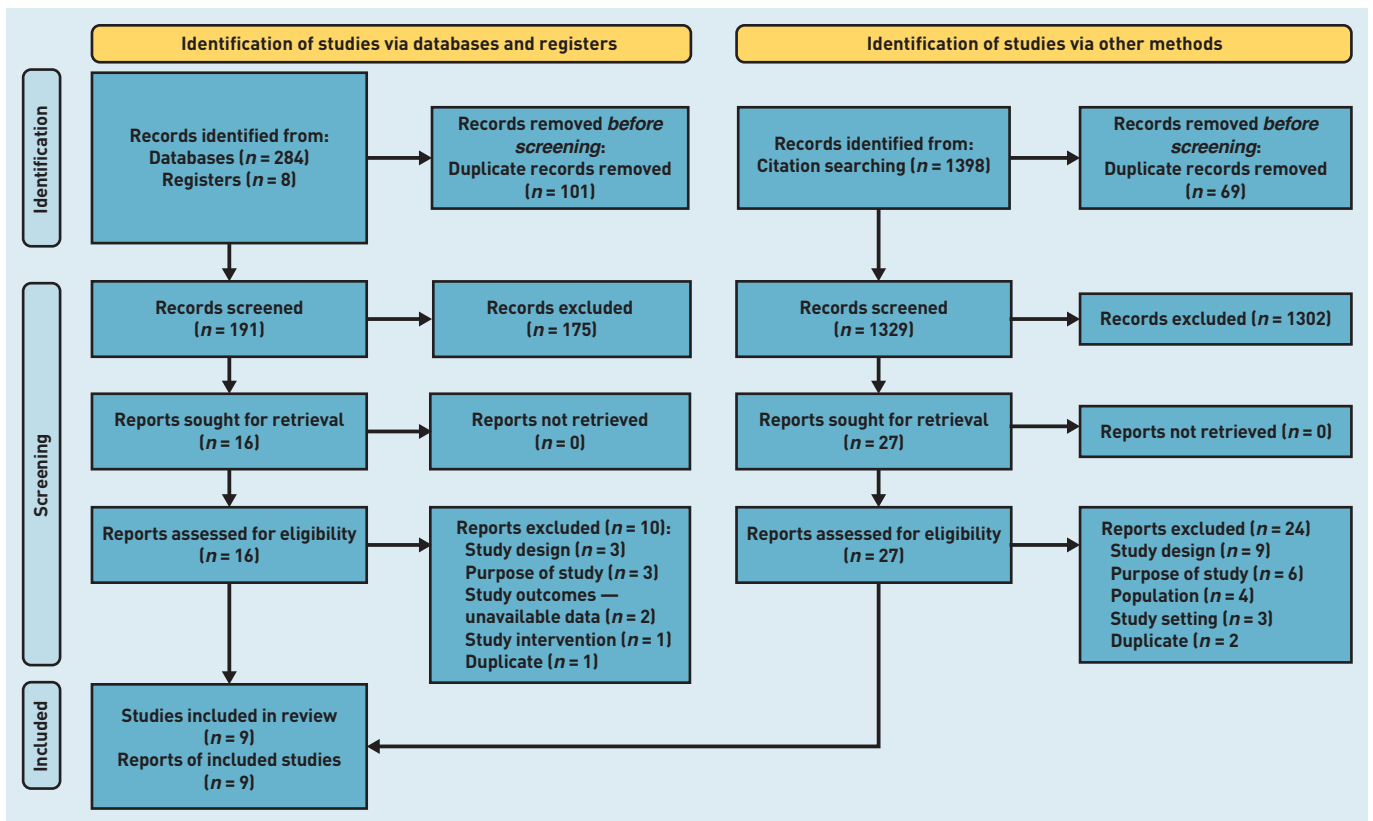 Identification of studies via databases and registers
Identification of studies via other methods
Identification
Records identified from:
Databases (n = 284)
Registers (n = 8)
Records removed before
screening:
Duplicate records removed
(n = 101)
Records identified from:
Citation searching (n = 1398)
Records removed before
screening:
Duplicate records removed
(n = 69)
Screening
Records screened
(n = 191)
Records excluded
(n = 175)
Records screened
(n = 1329)
Records excluded (n = 1302)
Reports sought for retrieval
(n = 16)
Reports not retrieved
(n = 0)
Reports sought for retrieval
(n = 27)
Reports not retrieved (n = 0)
Reports assessed for eligibility
(n = 16)
Reports excluded (n = 10):
Study design (n = 3)
Purpose of study (n = 3)
Study outcomes —
unavailable data (n = 2)
Study intervention (n = 1)
Duplicate (n = 1)
Reports assessed for eligibility
(n = 27)
Reports excluded (n = 24)
Study design (n = 9)
Purpose of study (n = 6)
Population (n = 4)
Study setting (n = 3)
Duplicate (n = 2
Included
Studies included in review
(n = 9)
Reports of included studies
(n = 9)